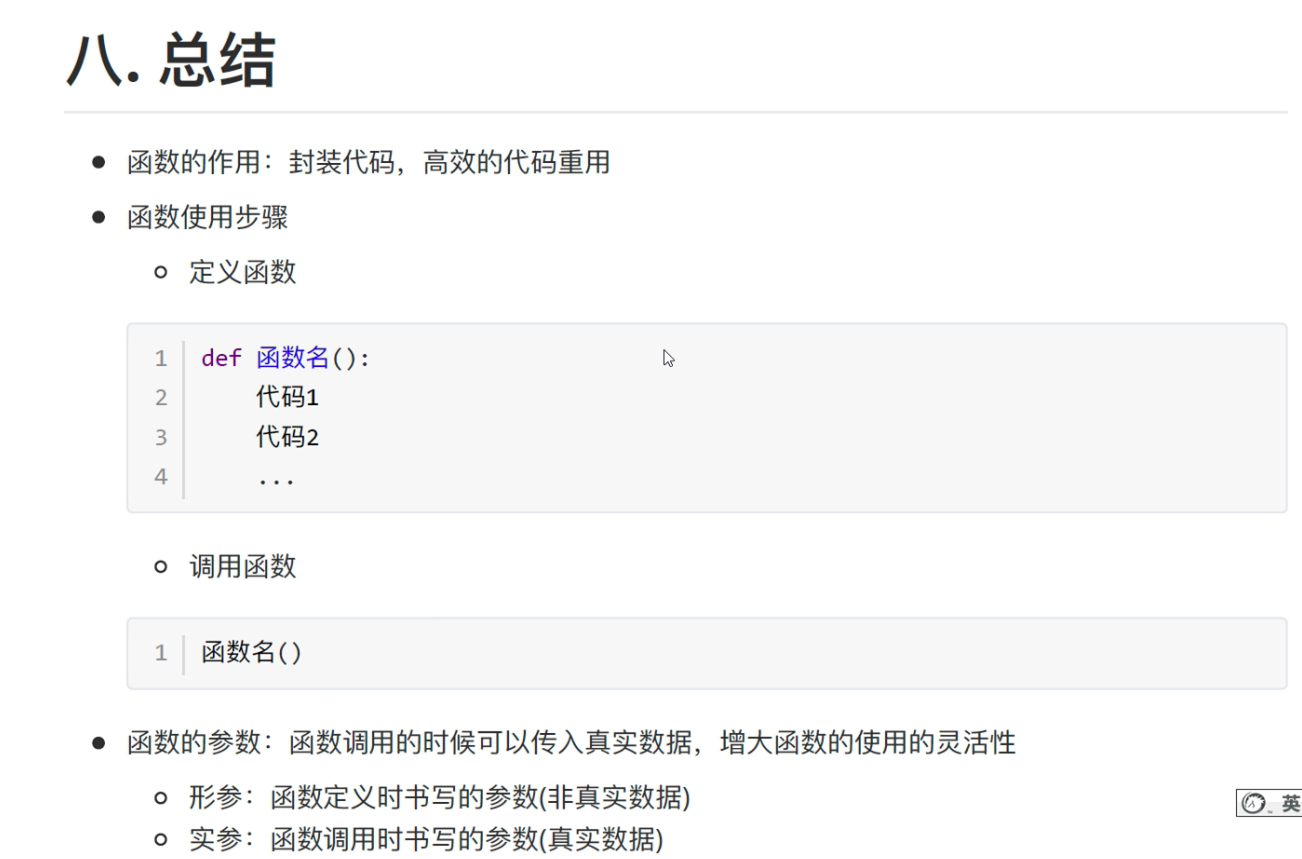 八. 总结
函数的作用：封装代码，高效的代码重用
函数使用步骤
定义函数
1 def 函数名():
2 代码1
3 代码2
4 ...
调用函数
1 函数名()
函数的参数：函数调用的时候可以传入真实数据，增大函数的使用的灵活性
形参：函数定义时书写的参数(非真实数据)
实参：函数调用时书写的参数(真实数据)
英